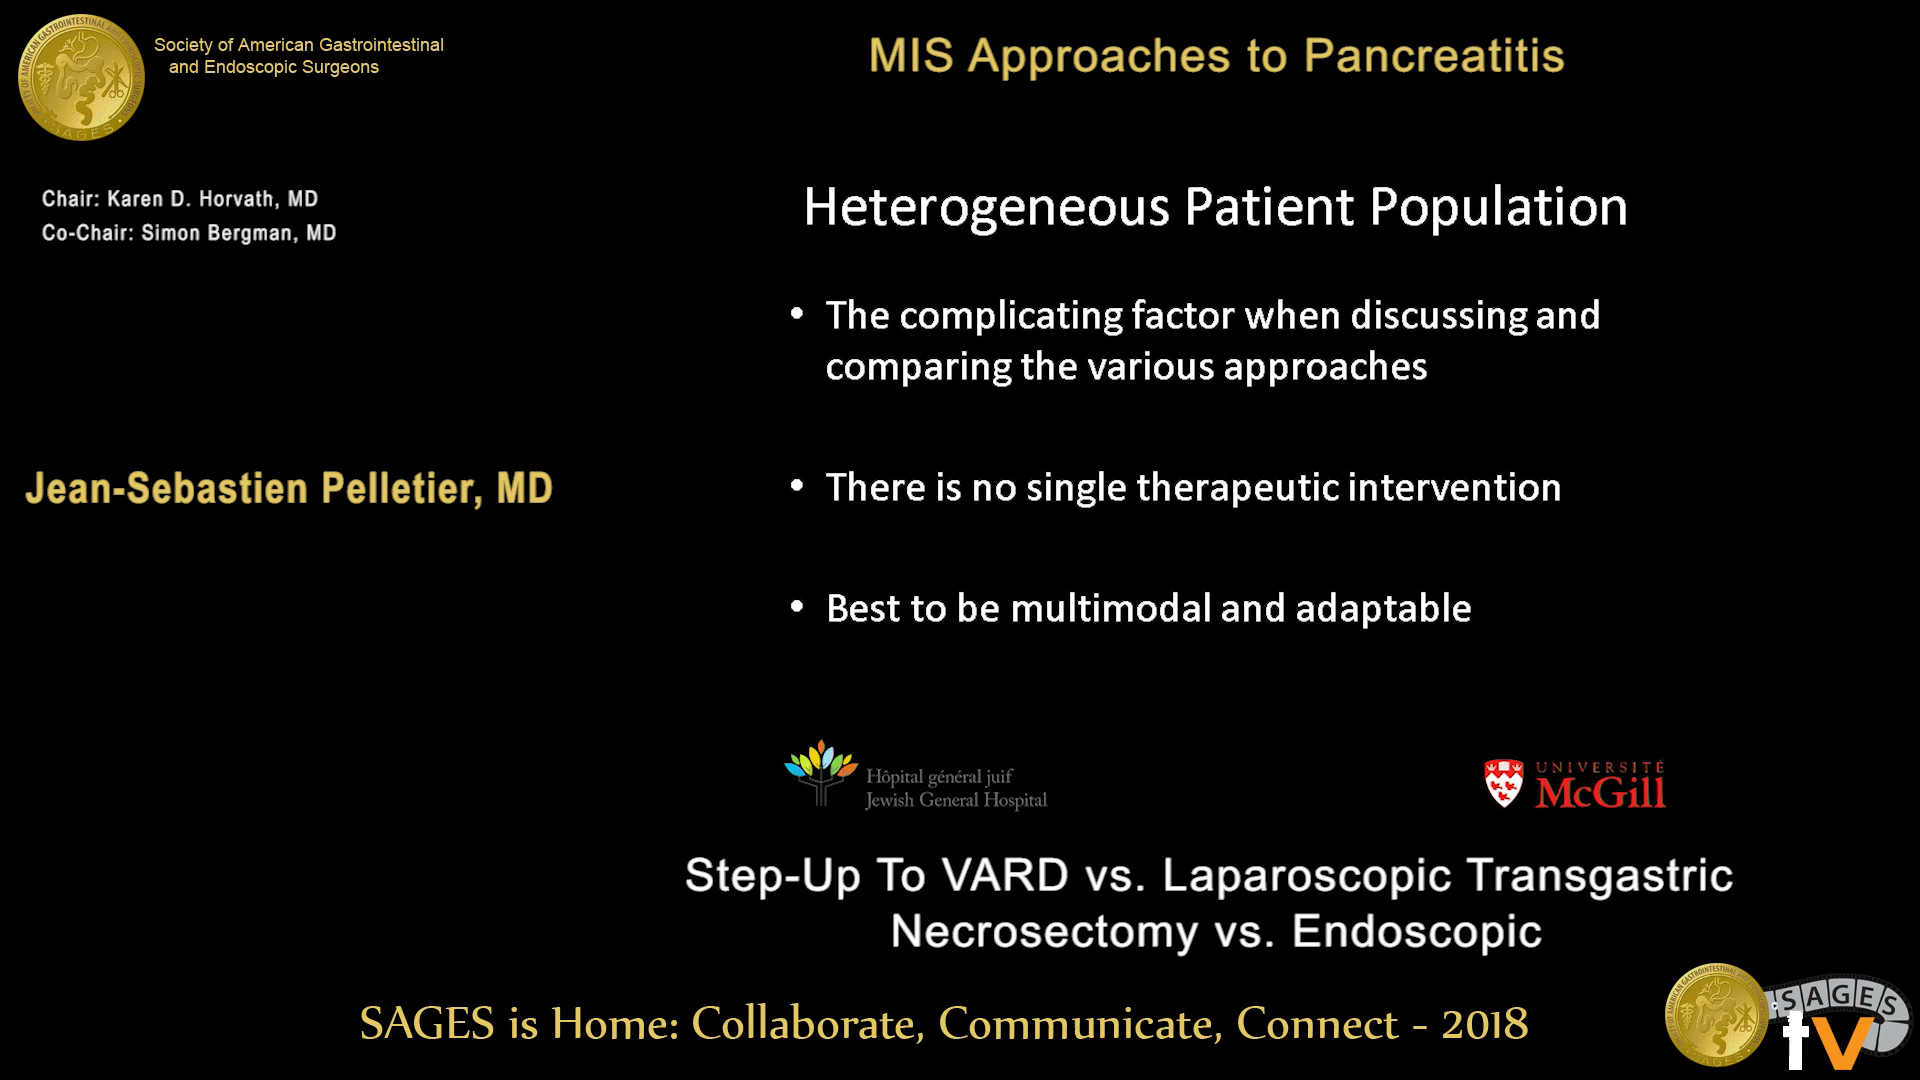 Society of American Gastrointestinal
and Endoscopic Surgeons
MIS Approaches to Pancreatitis
Chair: Karen D. Horvath, MD
Co-Chair: Simon Bergman, MD
Heterogeneous Patient Population
• The complicating factor when discussing and
comparing the various approaches
• There is no single therapeutic intervention
• Best to be multimodal and adaptable
Jean-Sebastien Pelletier, MD
Hôpital général juif
Jewish General Hospital
UNIVERSITÉ
McGill
Step-Up To VARD vs. Laparoscopic Transgastric
Necrosectomy vs. Endoscopic
SAGES is Home: Collaborate, Communicate, Connect - 2018
SAGES
tv